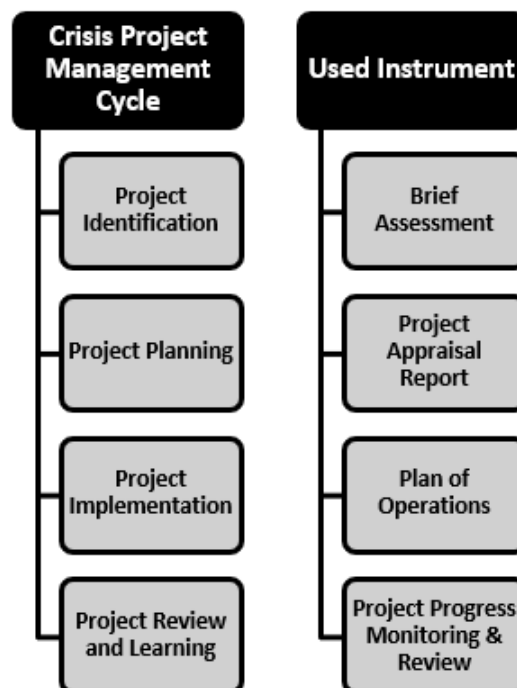 Crisis Project
Management
Cycle
Project
Identification
Project Planning
Project
Implementation
Project Review
and Learning
Used Instrument
Brief
Assessment
Project
Appraisal
Report
Plan of
Operations
Project Progress
Monitoring &
Review